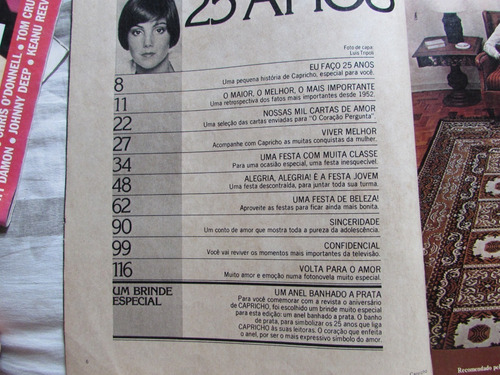 25 ANOS
Foto de capa:
Luis Tripoli
8
EU FAÇO 25 ANOS
Uma pequena história de Capricho, especial para você.
11
O MAIOR, O MELHOR, O MAIS IMPORTANTE
Uma retrospectiva dos fatos mais importantes desde 1952.
22
NOSSAS MIL CARTAS DE AMOR
Uma seleção das cartas enviadas para "O Coração Pergunta".
27
VIVER MELHOR
Acompanhe com Capricho as muitas conquistas da mulher.
34
UMA FESTA COM MUITA CLASSE
Para uma ocasião especial, uma festa inesquecível.
48
ALEGRIA, ALEGRIA! É A FESTA JOVEM
Uma festa descontraída, para juntar toda sua turma.
62
UMA FESTA DE BELEZA!
Aproveite as festas para ficar ainda mais bonita.
90
SINCERIDADE
Um conto de amor que mostra toda a pureza da adolescência.
99
CONFIDENCIAL
Você vai reviver os momentos mais importantes da televisão.
116
VOLTA PARA O AMOR
Muito amor e emoção numa fotonovela muito especial.
UM BRINDE
ESPECIAL
UM ANEL BANHADO A PRATA
Para você comemorar com a revista o aniversário
de CAPRICHO, foi escolhido um brinde muito especial
para esta edição: um anel banhado a prata. O banho
de prata, para simbolizar os 25 anos que liga
CAPRICHO às suas leitoras. O coração que enfeita
o anel, por ser o mais expressivo símbolo do amor.
CHRIS O'DONNELL • TOM CRU
TY DAMON • JOHNNY DEEP • KEANU REEV
Recomendado pe